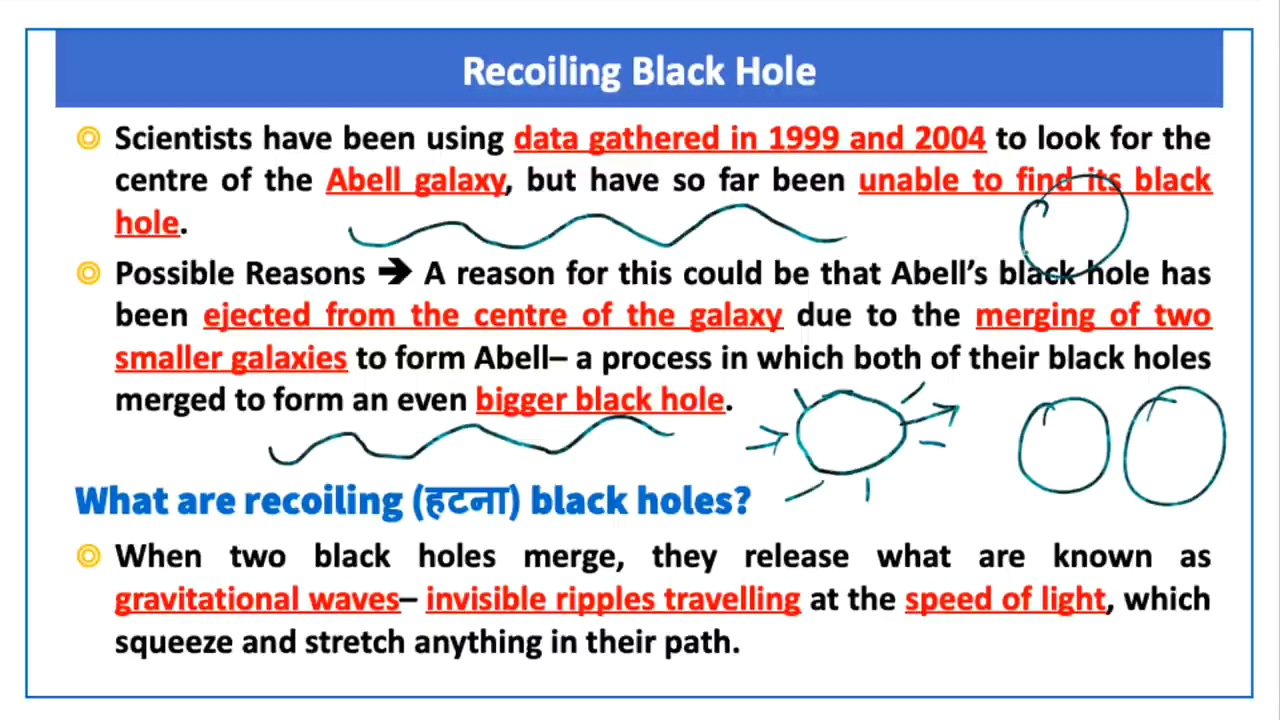 Recoiling Black Hole
Scientists have been using data gathered in 1999 and 2004 to look for the
centre of the Abell galaxy, but have so far been unable to find its black
hole.
Possible Reasons ➔ A reason for this could be that Abell's black hole has
been ejected from the centre of the galaxy due to the merging of two
smaller galaxies to form Abell– a process in which both of their black holes
merged to form an even bigger black hole.
What are recoiling (हटना) black holes?
When two black holes merge, they release what are known as
gravitational waves– invisible ripples travelling at the speed of light, which
squeeze and stretch anything in their path.